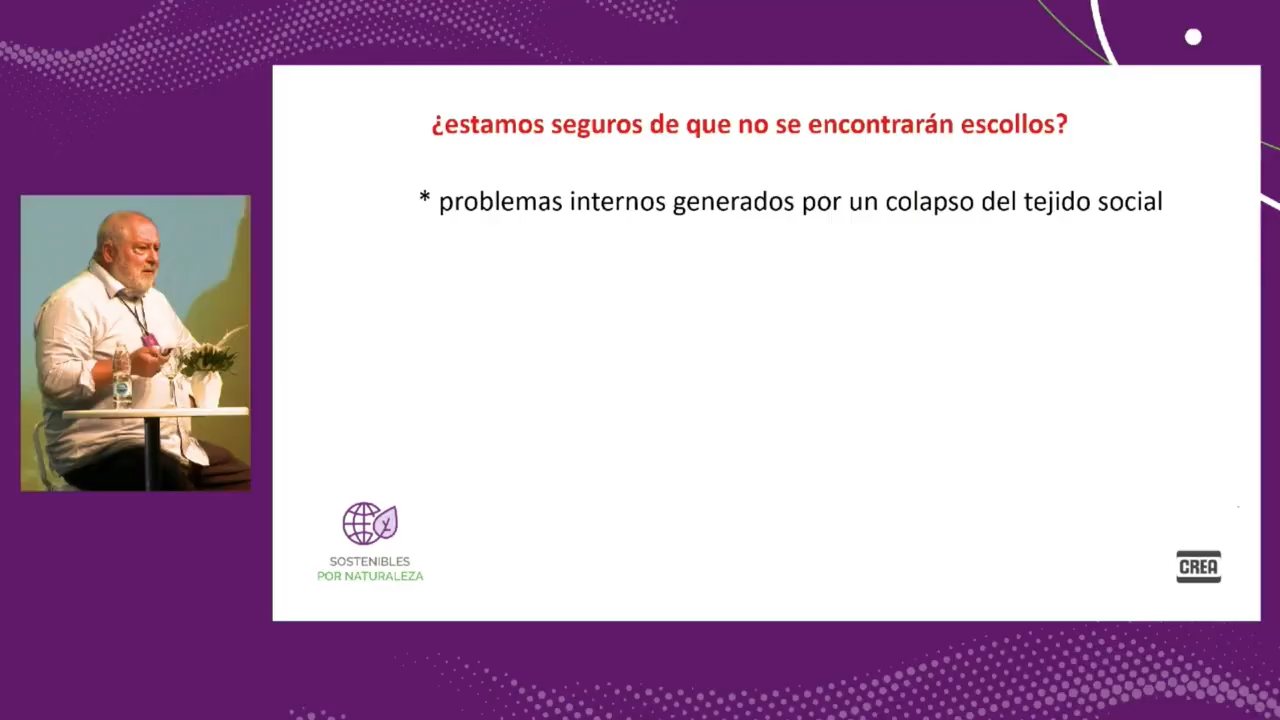 ¿estamos seguros de que no se encontrarán escollos?
* problemas internos generados por un colapso del tejido social
SOSTENIBLES
POR NATURALEZA
CREA